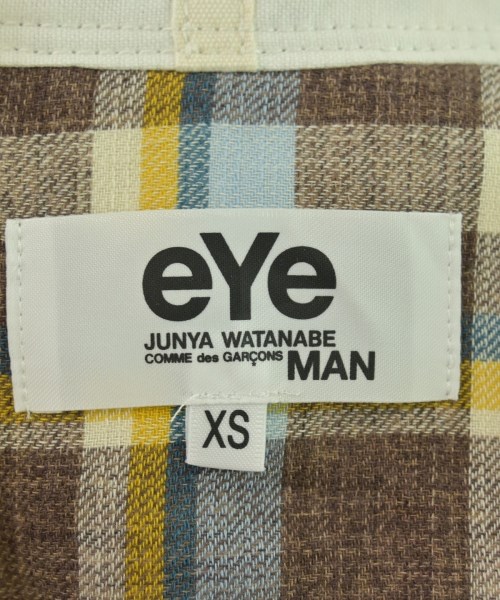 eYe
JUNYA WATANABE
COMME des GARÇONS MAN
XS